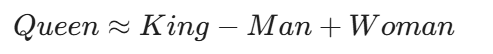 Queen ≈ King − Man + Woman